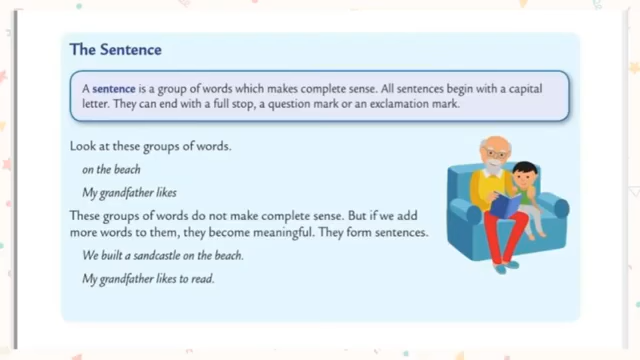 The Sentence
A sentence is a group of words which makes complete sense. All sentences begin with a capital
letter. They can end with a full stop, a question mark or an exclamation mark.
Look at these groups of words.
on the beach
My grandfather likes
These groups of words do not make complete sense. But if we add
more words to them, they become meaningful. They form sentences.
We built a sandcastle on the beach.
My grandfather likes to read.